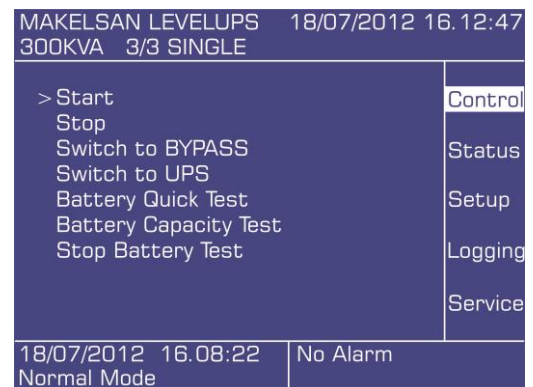 MAKELSAN LEVELUPS 18/07/2012 16.12:47
300KVA 3/3 SINGLE
> Start
Stop
Switch to BYPASS
Switch to UPS
Battery Quick Test
Battery Capacity Test
Stop Battery Test
Control
Status
Setup
Logging
Service
18/07/2012 16.08:22 No Alarm
Normal Mode